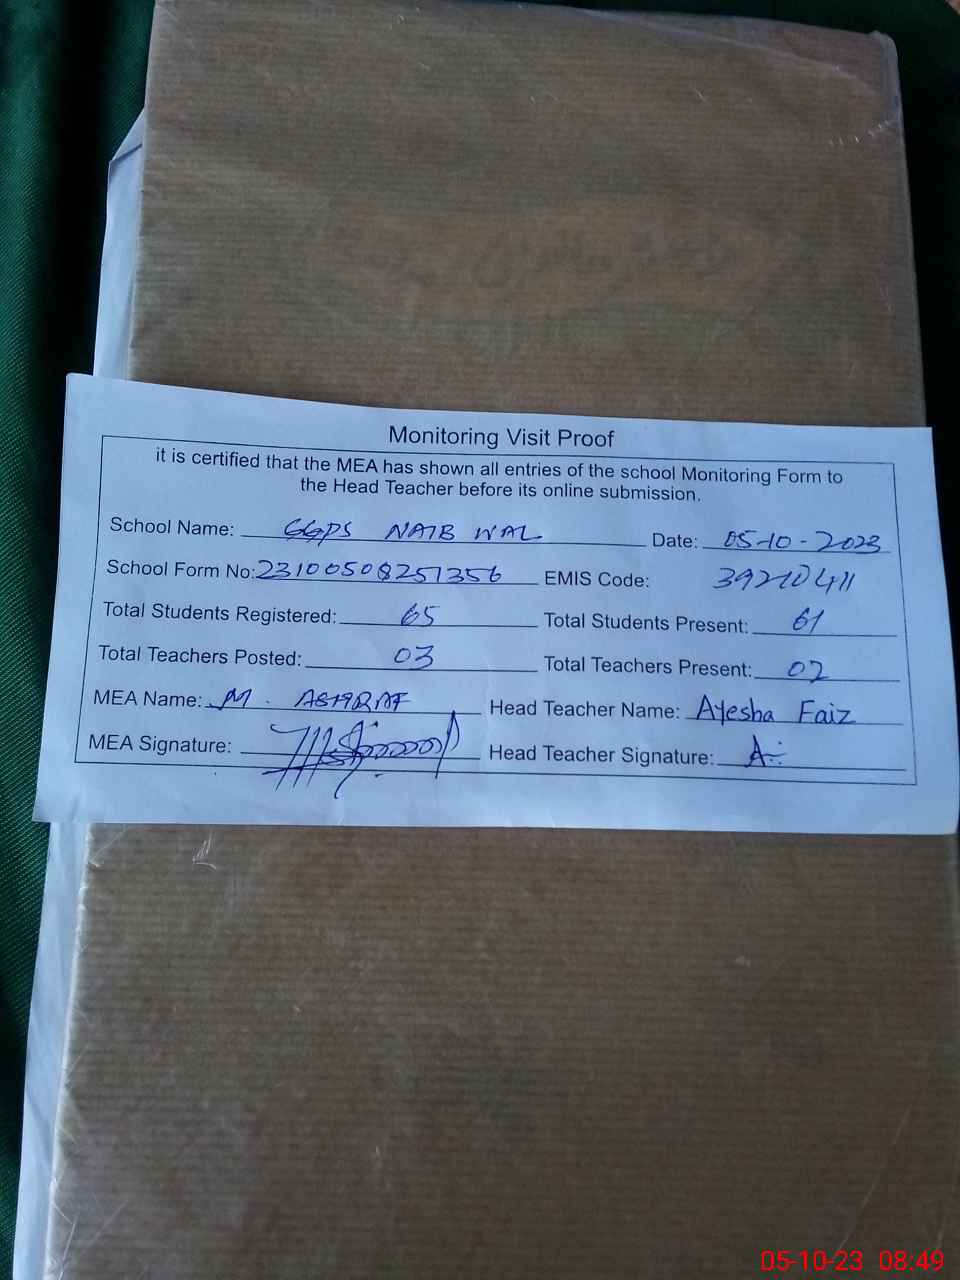 Monitoring Visit Proof
it is certified that the MEA has shown all entries of the school Monitoring Form to
the Head Teacher before its online submission.
School Name: GGPS NAIB WAL Date: 05-10-2023
School Form No: 23100508251356 EMIS Code: 39210411
Total Students Registered: 65 Total Students Present: 61
Total Teachers Posted: 03 Total Teachers Present: 02
MEA Name: M. ASHRAF Head Teacher Name: Ayesha Faiz
MEA Signature: Head Teacher Signature:
05-10-23 08:49